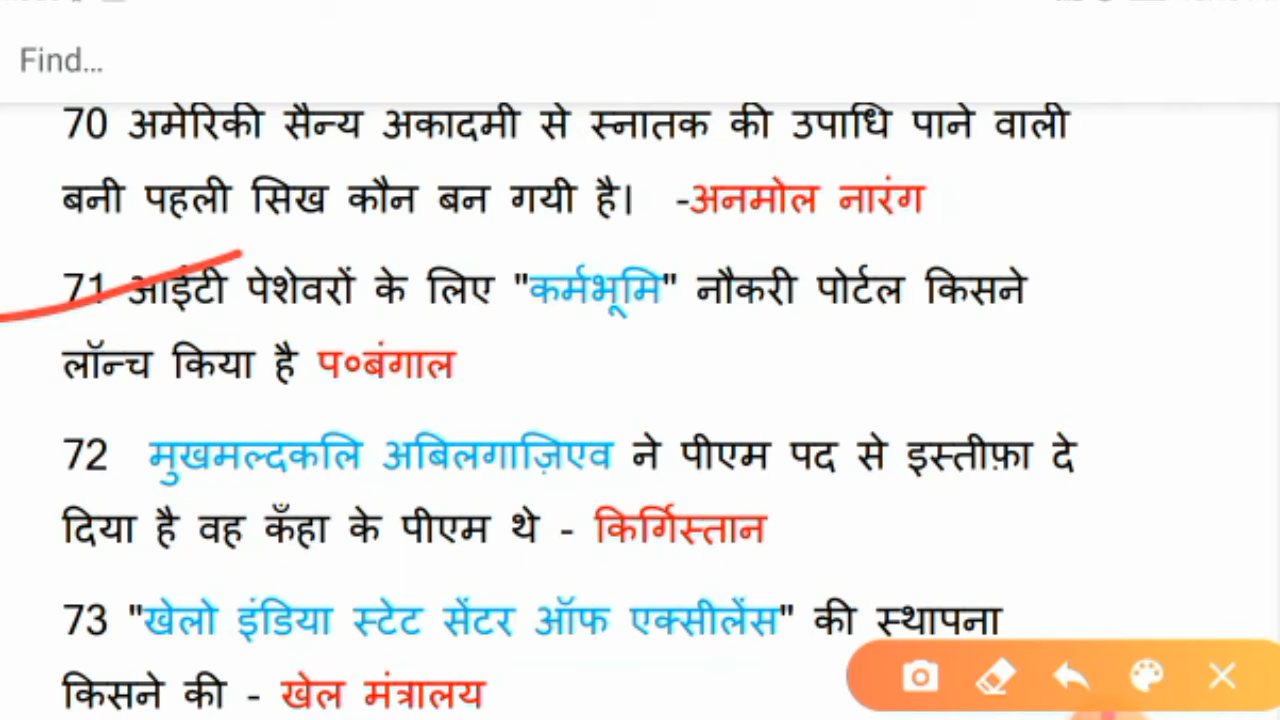 Find...
70 अमेरिकी सैन्य अकादमी से स्नातक की उपाधि पाने वाली
बनी पहली सिख कौन बन गयी है। -अनमोल नारंग
71 आईटी पेशेवरों के लिए "कर्मभूमि" नौकरी पोर्टल किसने
लॉन्च किया है प०बंगाल
72 मुखमल्दकलि अबिलगाज़िएव ने पीएम पद से इस्तीफ़ा दे
दिया है वह कँहा के पीएम थे - किर्गिस्तान
73 "खेलो इंडिया स्टेट सेंटर ऑफ एक्सीलेंस" की स्थापना
किसने की - खेल मंत्रालय